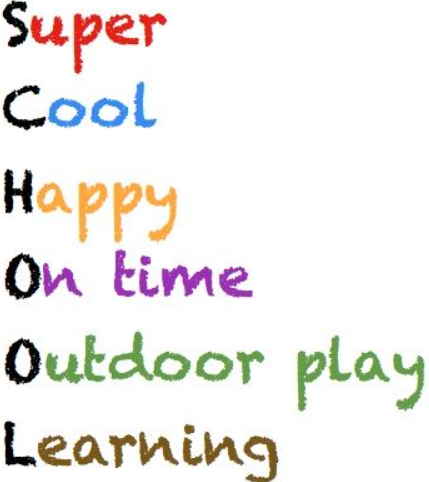 Super
Cool
Happy
On time
Outdoor play
Learning